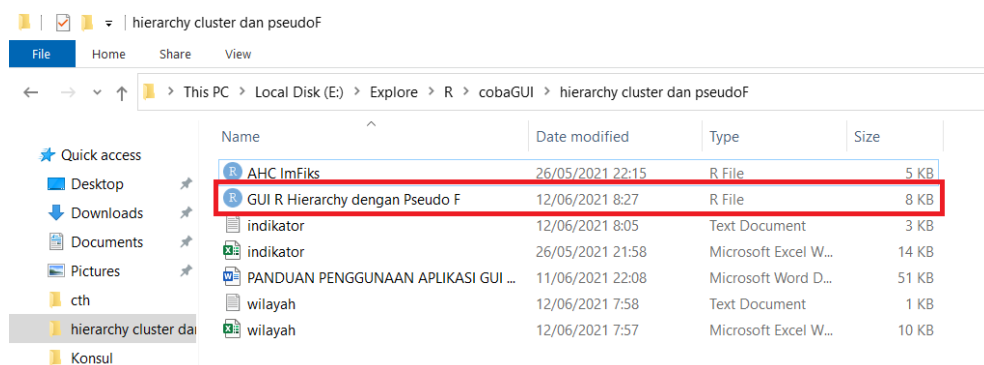 hierarchy cluster dan pseudoF
File Home Share View
This PC > Local Disk (E:) > Explore > R > cobaGUI > hierarchy cluster dan pseudoF
Name Date modified Type Size
Quick access
Desktop
Downloads
Documents
Pictures
cth
hierarchy cluster dar
Konsul
R AHC ImFiks 26/05/2021 22:15 R File 5 KB
R GUI R Hierarchy dengan Pseudo F 12/06/2021 8:27 R File 8 KB
indikator 12/06/2021 8:05 Text Document 3 KB
indikator 26/05/2021 21:58 Microsoft Excel W... 14 KB
PANDUAN PENGGUNAAN APLIKASI GUI ... 11/06/2021 22:08 Microsoft Word D... 51 KB
wilayah 12/06/2021 7:58 Text Document 1 KB
wilayah 12/06/2021 7:57 Microsoft Excel W... 10 KB